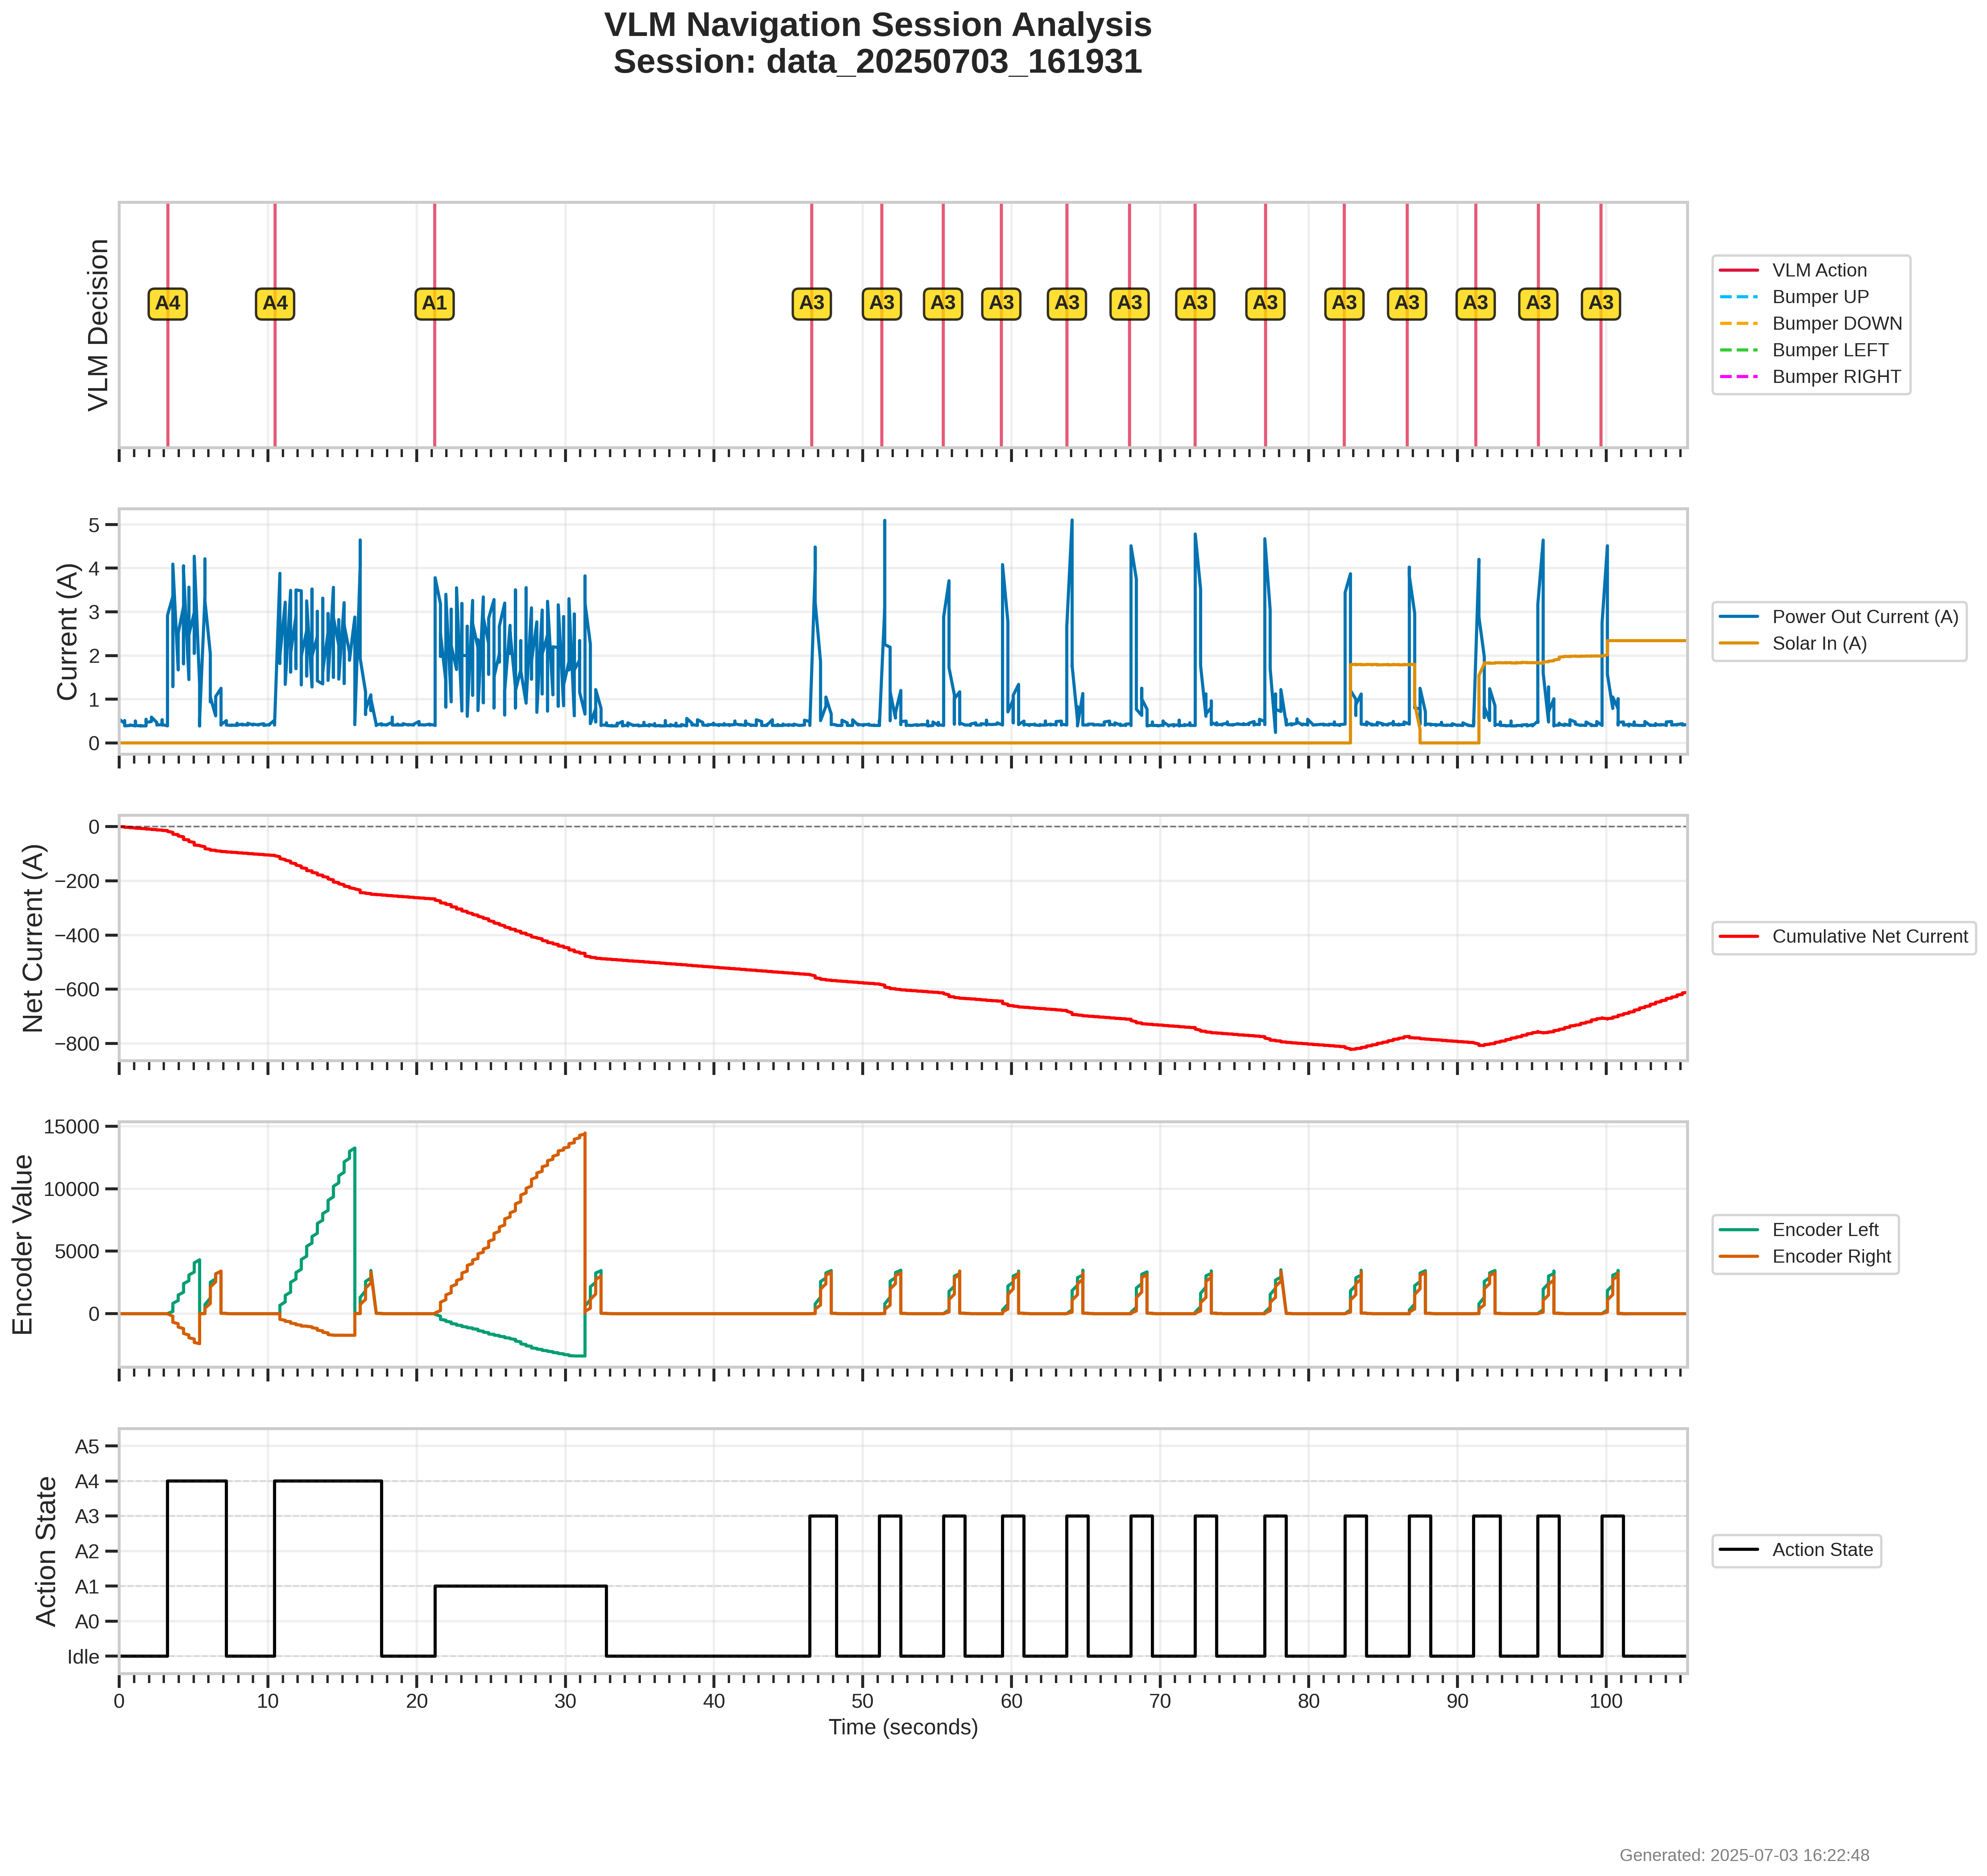 VLM Navigation Session Analysis
Session: data_20250703_161931
VLM Decision
A4 A4 A1 A3 A3 A3 A3 A3 A3 A3 A3 A3 A3 A3 A3 A3
VLM Action
Bumper UP
Bumper DOWN
Bumper LEFT
Bumper RIGHT
Current (A)
5
4
3
2
1
0
Power Out Current (A)
Solar In (A)
Net Current (A)
0
−200
−400
−600
−800
Cumulative Net Current
Encoder Value
15000
10000
5000
0
Encoder Left
Encoder Right
Action State
A5
A4
A3
A2
A1
A0
Idle
Action State
0 10 20 30 40 50 60 70 80 90 100
Time (seconds)
Generated: 2025-07-03 16:22:48